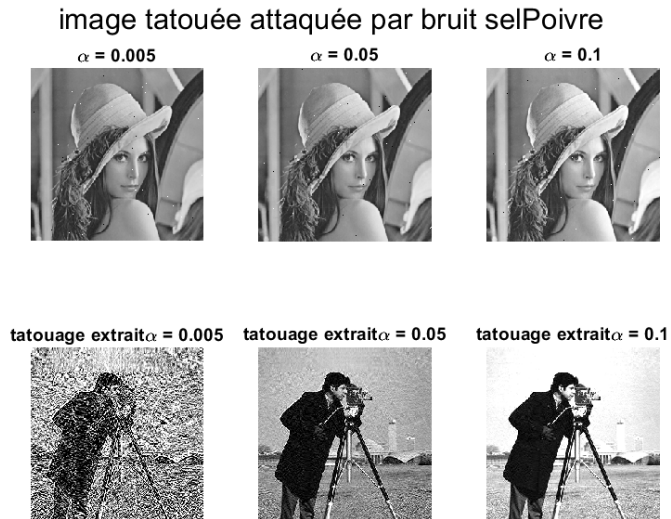 image tatouée attaquée par bruit selPoivre
α = 0.005
α = 0.05
α = 0.1
tatouage extraitα = 0.005
tatouage extraitα = 0.05
tatouage extraitα = 0.1